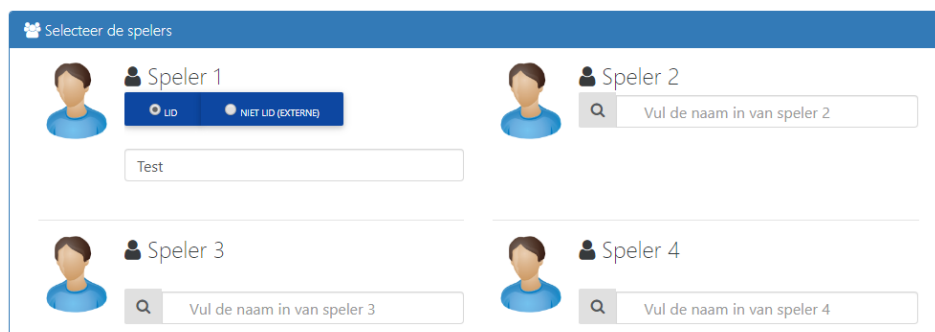 Selecteer de spelers
Speler 1
LID
NIET LID (EXTERNE)
Test
Speler 2
Vul de naam in van speler 2
Speler 3
Vul de naam in van speler 3
Speler 4
Vul de naam in van speler 4